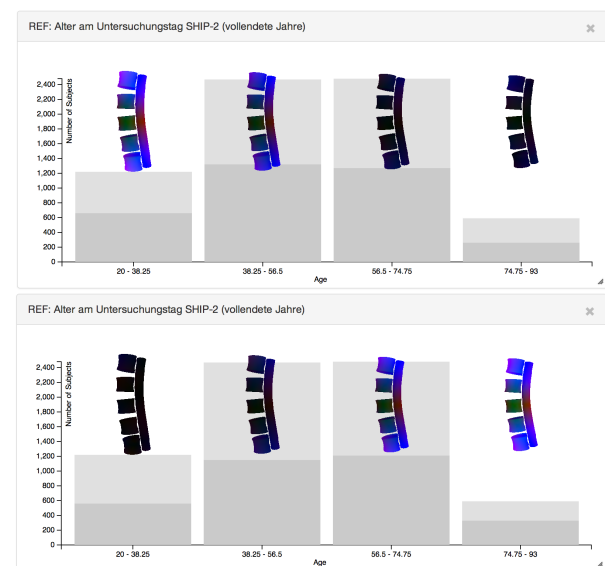 REF: Alter am Untersuchungstag SHIP-2 (vollendete Jahre)
Number of Subjects
2,400
2,200
2,000
1,800
1,600
1,400
1,200
1,000
800
600
400
200
0
20 - 38.25
38.25 - 56.5
56.5 - 74.75
74.75 - 93
Age
REF: Alter am Untersuchungstag SHIP-2 (vollendete Jahre)
Number of Subjects
2,400
2,200
2,000
1,800
1,600
1,400
1,200
1,000
800
600
400
200
0
20 - 38.25
38.25 - 56.5
56.5 - 74.75
74.75 - 93
Age